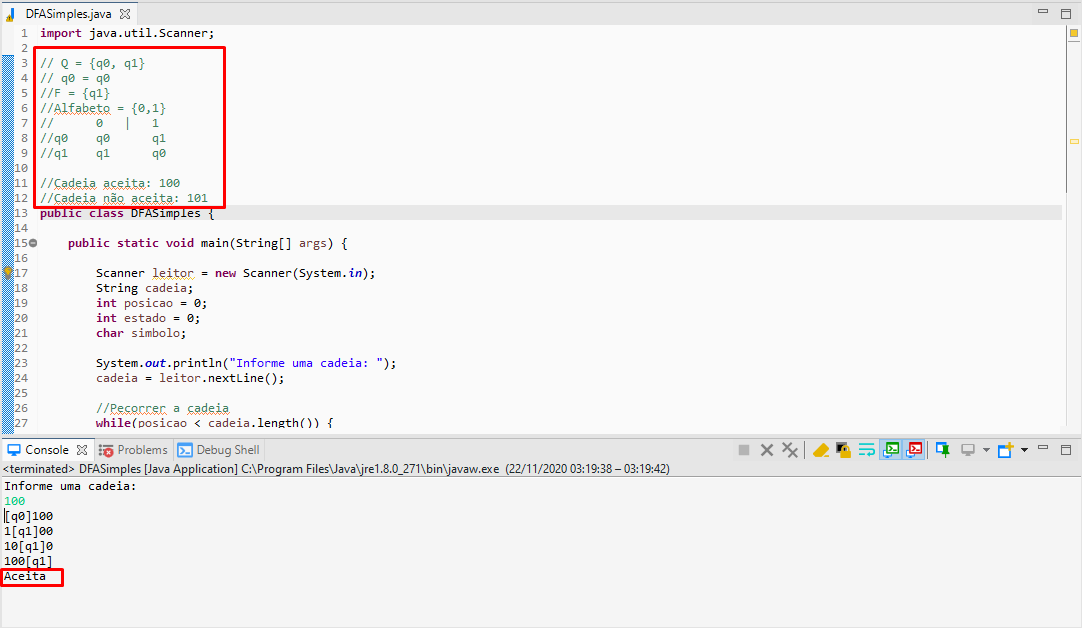 DFASimples.java
1 import java.util.Scanner;
2
3 // Q = {q0, q1}
4 // q0 = q0
5 //F = {q1}
6 //Alfabeto = {0,1}
7 //      0   |   1
8 //q0    q0      q1
9 //q1    q1      q0
10
11 //Cadeia aceita: 100
12 //Cadeia não aceita: 101
13 public class DFASimples {
14
15     public static void main(String[] args) {
16
17         Scanner leitor = new Scanner(System.in);
18         String cadeia;
19         int posicao = 0;
20         int estado = 0;
21         char simbolo;
22
23         System.out.println("Informe uma cadeia: ");
24         cadeia = leitor.nextLine();
25
26         //Pecorrer a cadeia
27         while(posicao < cadeia.length()) {
Console Problems Debug Shell
<terminated> DFASimples [Java Application] C:\Program Files\Java\jre1.8.0_271\bin\javaw.exe (22/11/2020 03:19:38 – 03:19:42)
Informe uma cadeia:
100
[q0]100
1[q1]00
10[q1]0
100[q1]
Aceita